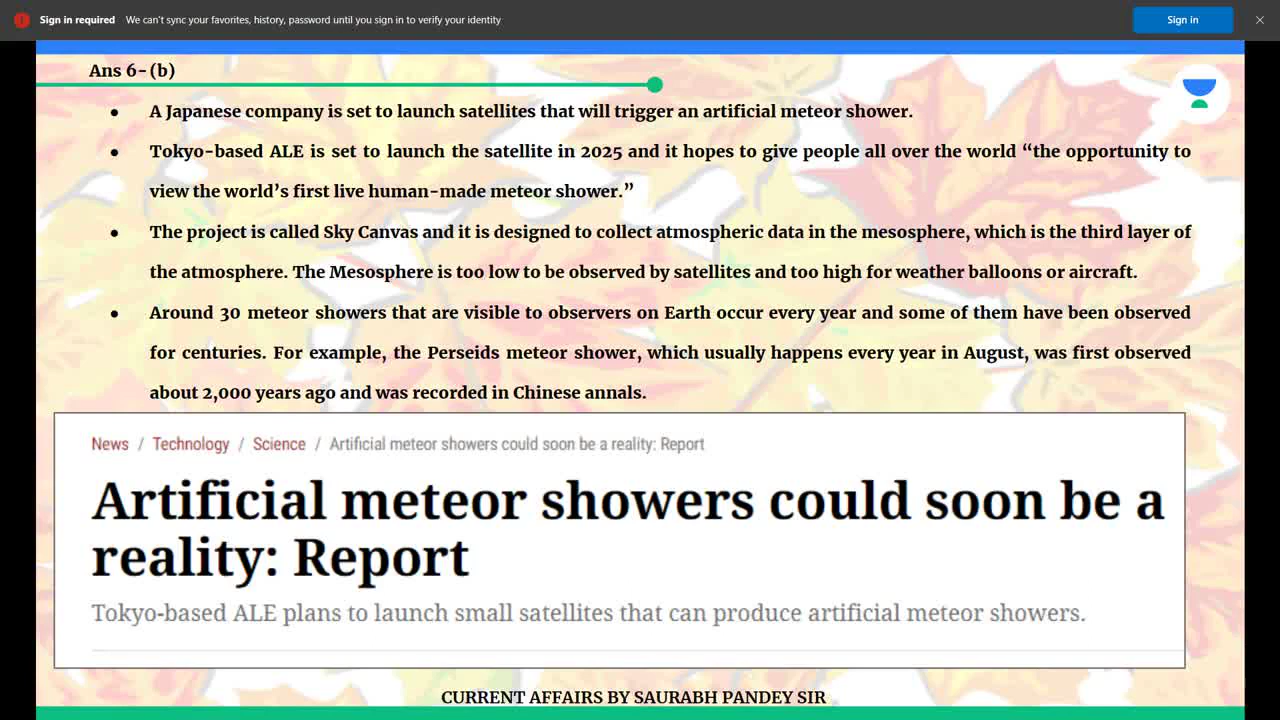 Sign in required We can't sync your favorites, history, password until you sign in to verify your identity
Sign in
Ans 6-(b)
● A Japanese company is set to launch satellites that will trigger an artificial meteor shower.
● Tokyo-based ALE is set to launch the satellite in 2025 and it hopes to give people all over the world “the opportunity to
view the world’s first live human-made meteor shower.”
● The project is called Sky Canvas and it is designed to collect atmospheric data in the mesosphere, which is the third layer of
the atmosphere. The Mesosphere is too low to be observed by satellites and too high for weather balloons or aircraft.
● Around 30 meteor showers that are visible to observers on Earth occur every year and some of them have been observed
for centuries. For example, the Perseids meteor shower, which usually happens every year in August, was first observed
about 2,000 years ago and was recorded in Chinese annals.
News / Technology / Science / Artificial meteor showers could soon be a reality: Report
Artificial meteor showers could soon be a
reality: Report
Tokyo-based ALE plans to launch small satellites that can produce artificial meteor showers.
CURRENT AFFAIRS BY SAURABH PANDEY SIR